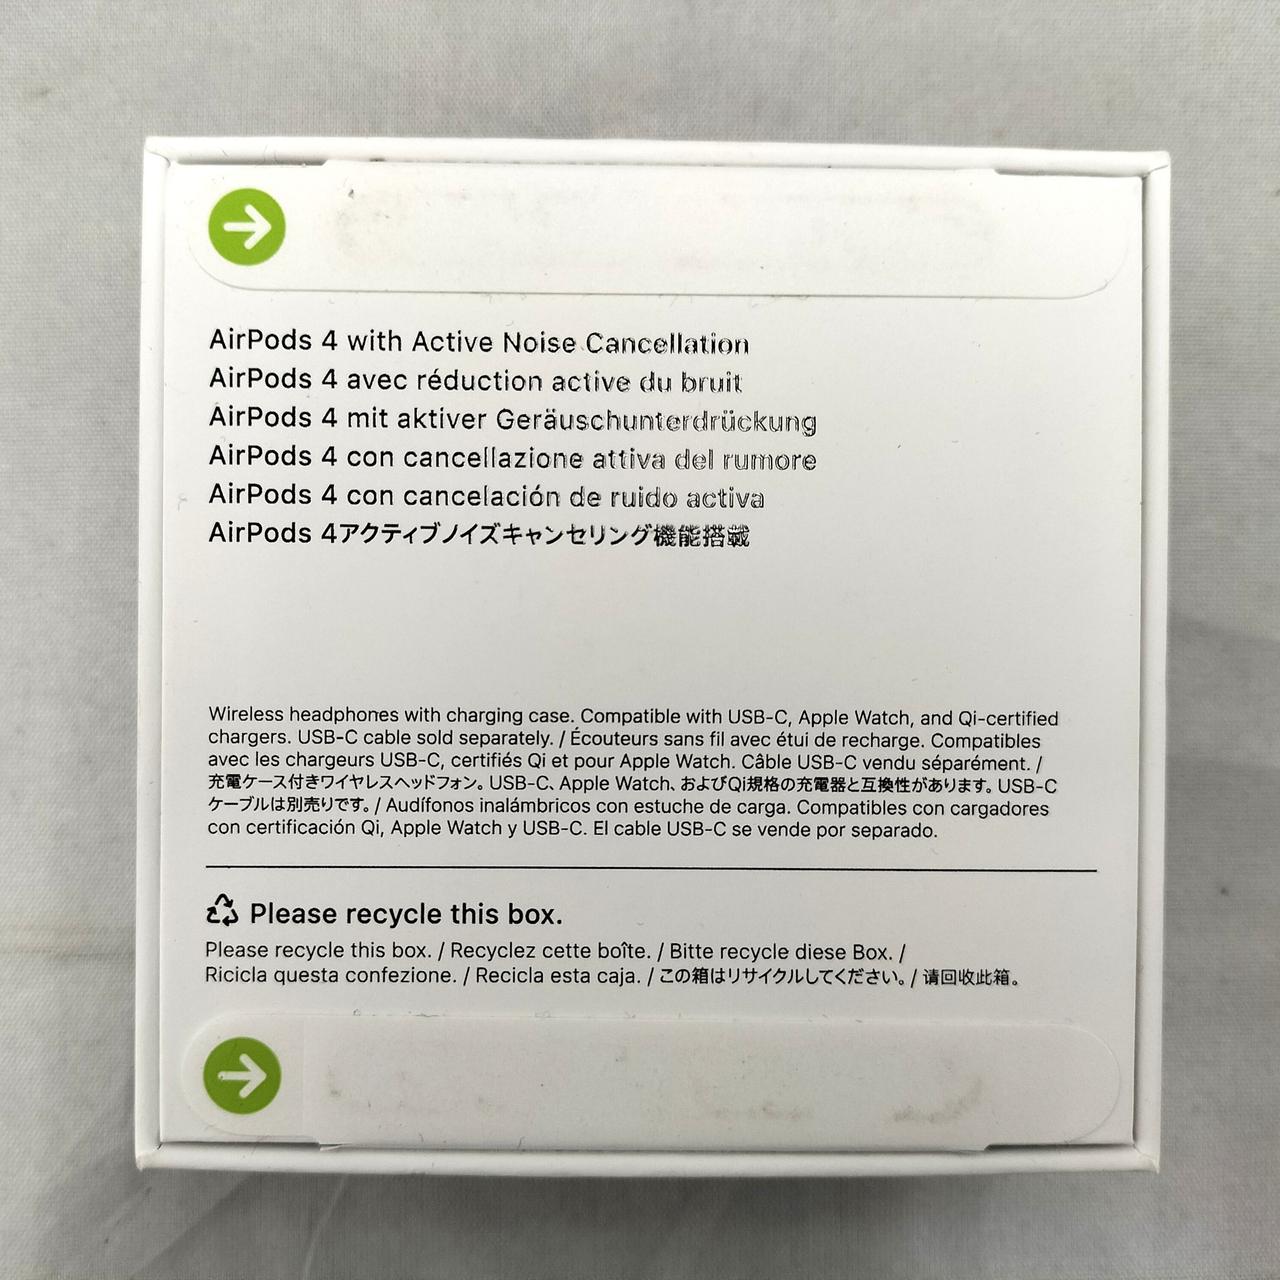 AirPods 4 with Active Noise Cancellation
AirPods 4 avec réduction active du bruit
AirPods 4 mit aktiver Geräuschunterdrückung
AirPods 4 con cancellazione attiva del rumore
AirPods 4 con cancelación de ruido activa
AirPods 4アクティブノイズキャンセリング機能搭載
Wireless headphones with charging case. Compatible with USB-C, Apple Watch, and Qi-certified
chargers. USB-C cable sold separately. / Écouteurs sans fil avec étui de recharge. Compatibles
avec les chargeurs USB-C, certifiés Qi et pour Apple Watch. Câble USB-C vendu séparément. /
充電ケース付きワイヤレスヘッドフォン。USB-C、Apple Watch、およびQi規格の充電器と互換性があります。USB-C
ケーブルは別売りです。/ Audífonos inalámbricos con estuche de carga. Compatibles con cargadores
con certificación Qi, Apple Watch y USB-C. El cable USB-C se vende por separado.
Please recycle this box.
Please recycle this box. / Recyclez cette boîte. / Bitte recycle diese Box. /
Ricicla questa confezione. / Recicla esta caja. / この箱はリサイクルしてください。/ 请回收此箱。